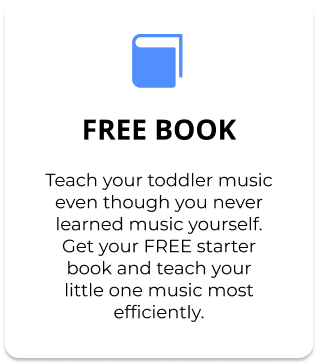 FREE BOOK
Teach your toddler music
even though you never
learned music yourself.
Get your FREE starter
book and teach your
little one music most
efficiently.